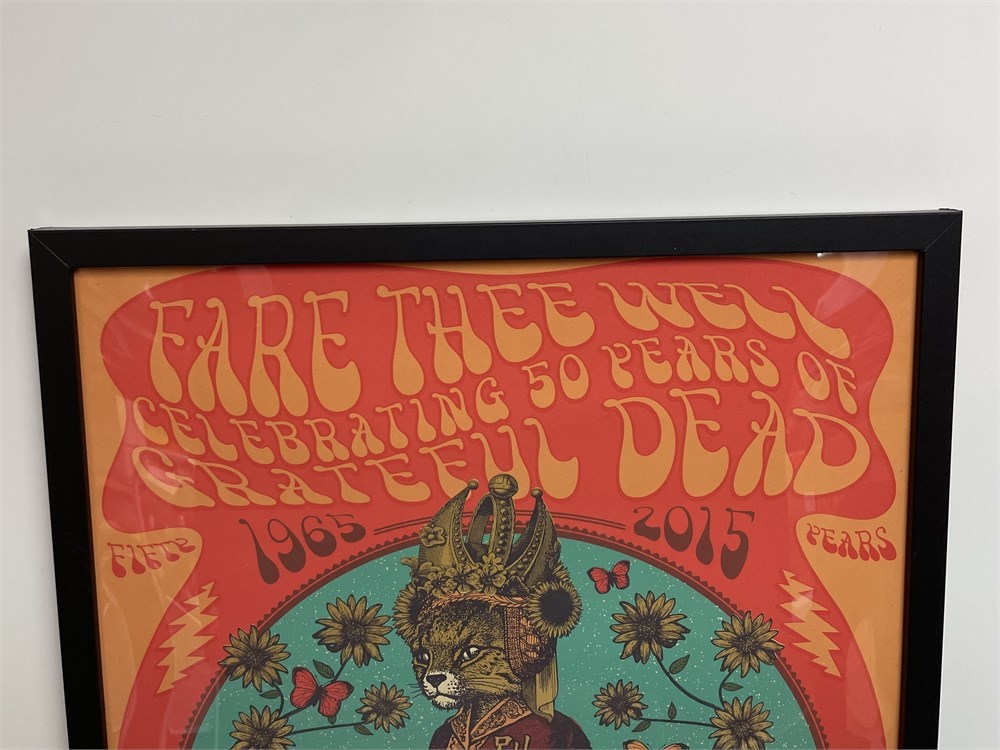 FARE THEE WELL
CELEBRATING 50 YEARS OF
GRATEFUL DEAD
1965 2015
FIFTY YEARS